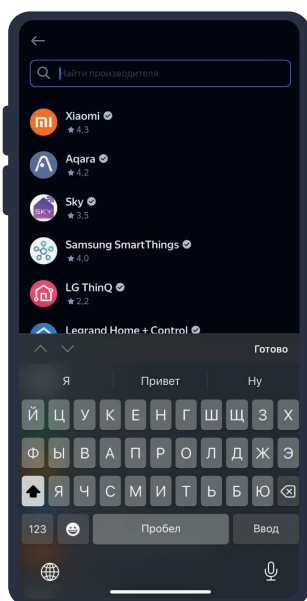 Найти производителя
Xiaomi
4,3
Aqara
4,2
SKY
Sky
3,5
Samsung SmartThings
4,0
LG ThinQ
2,2
Legrand Home + Control
Готово
Я Привет Ну
Й Ц У К Е Н Г Ш Щ З Х
Ф Ы В А П Р О Л Д Ж Э
Я Ч С М И Т Ь Б Ю
123 Пробел Ввод